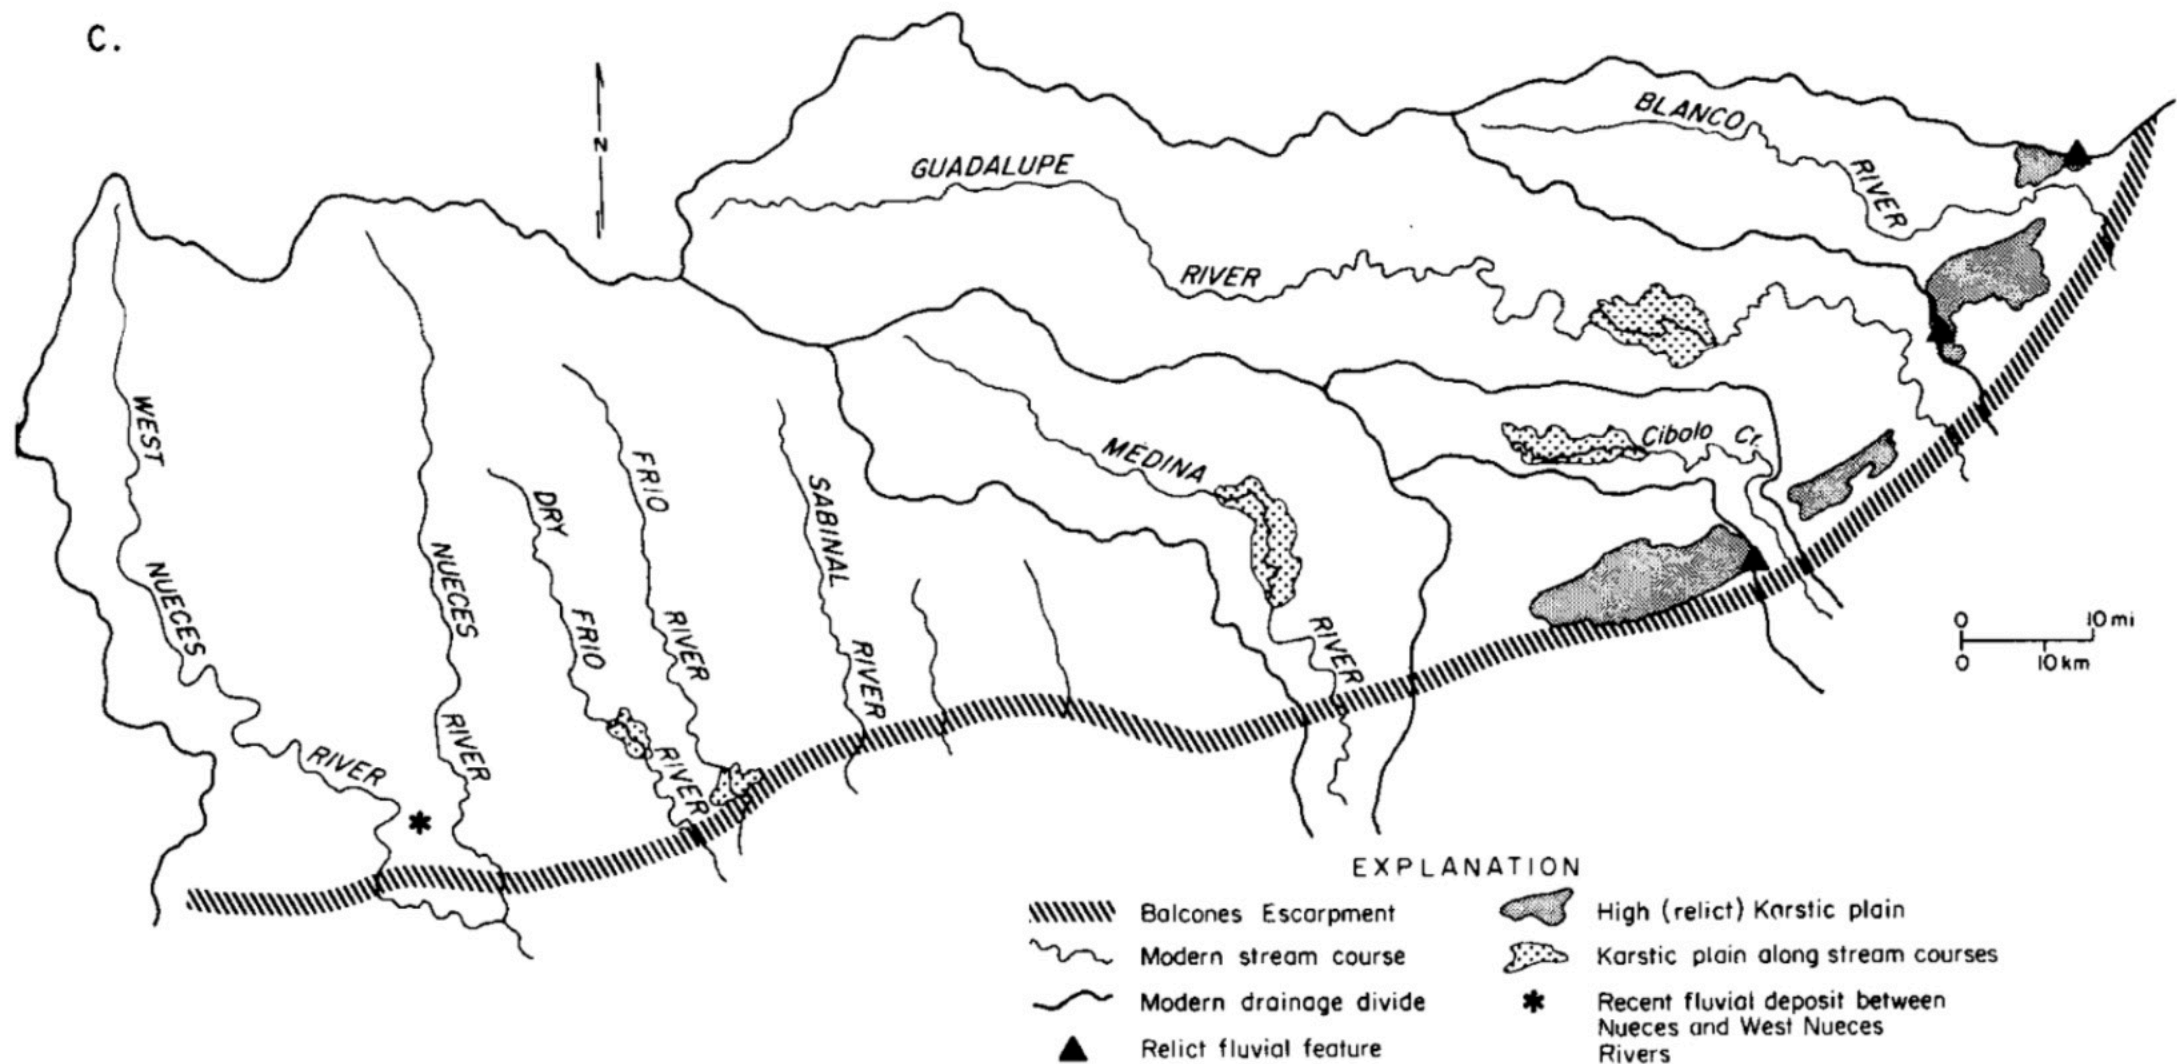 C.
N
BLANCO
RIVER
GUADALUPE
RIVER
WEST
NUECES
RIVER
NUECES
RIVER
DRY
FRIO
RIVER
FRIO
RIVER
SABINAL
RIVER
MEDINA
RIVER
Cibolo Cr.
0 10 mi
0 10 km
EXPLANATION
Balcones Escarpment
Modern stream course
Modern drainage divide
Relict fluvial feature
High (relict) Karstic plain
Karstic plain along stream courses
Recent fluvial deposit between
Nueces and West Nueces
Rivers